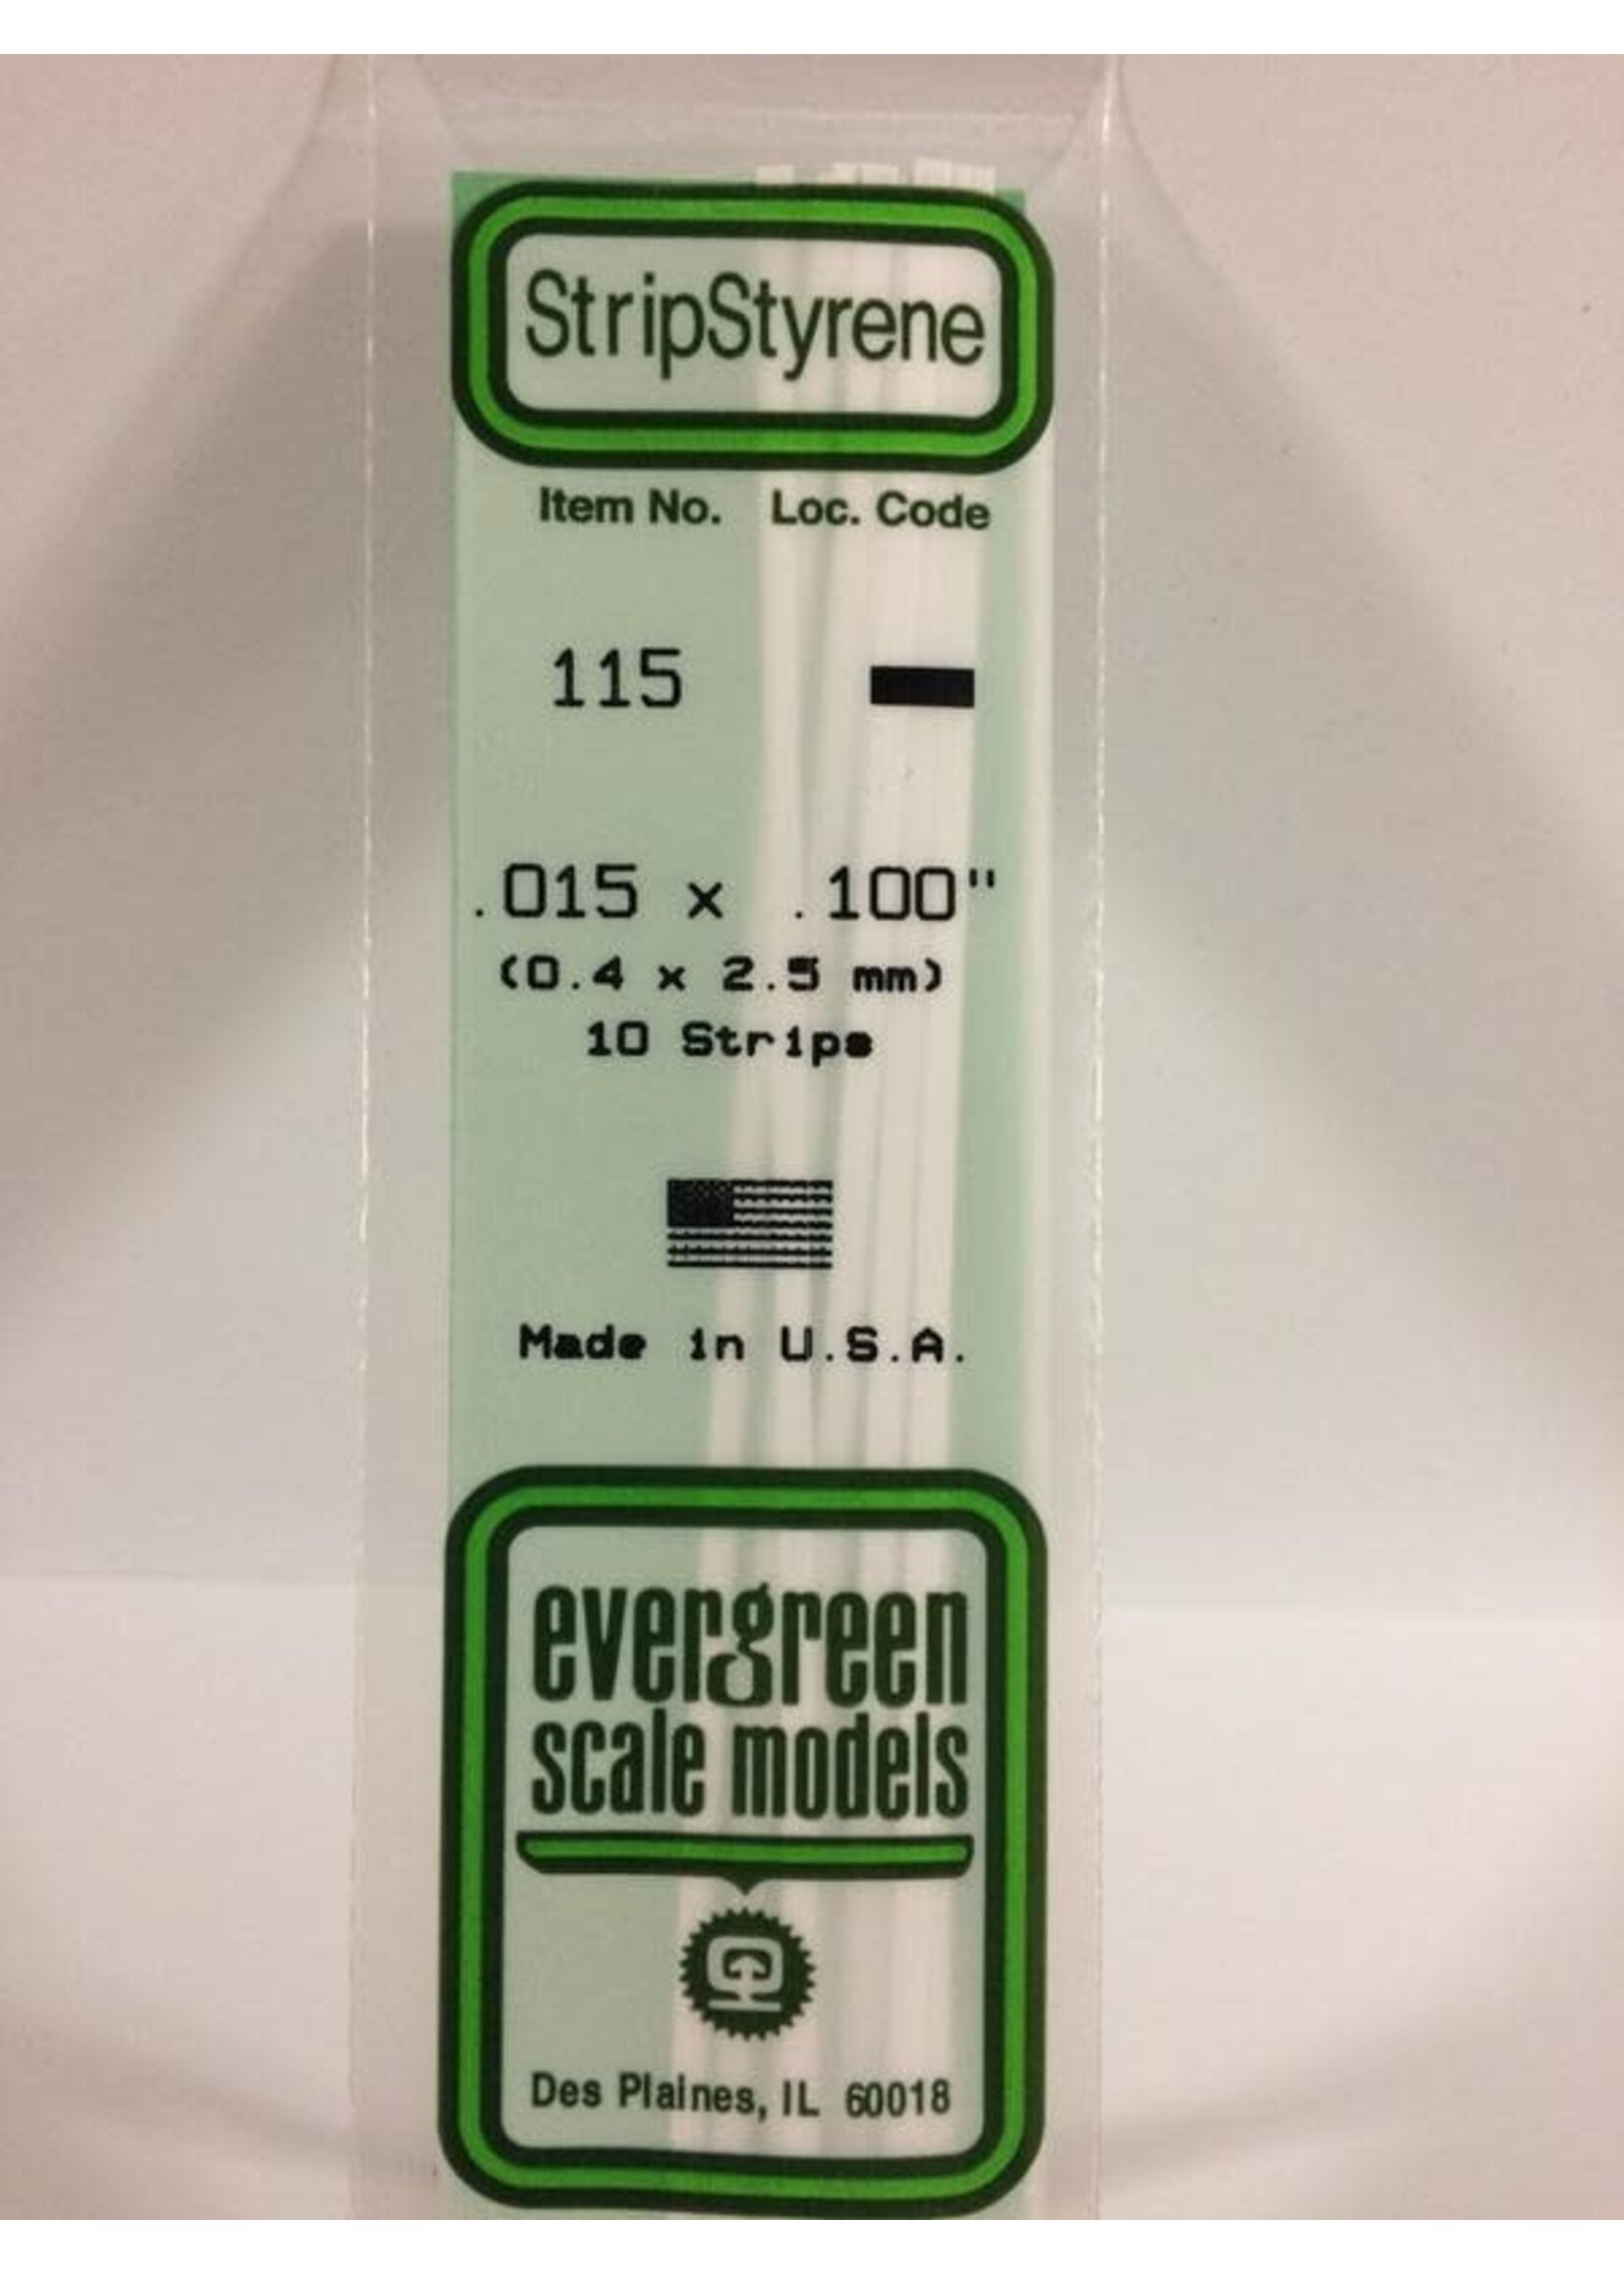 StripStyrene
Item No. Loc. Code
115
.015 x .100"
(0.4 x 2.5 mm)
10 Strips
Made in U.S.A.
evergreen
scale models
Des Plaines, IL 60018